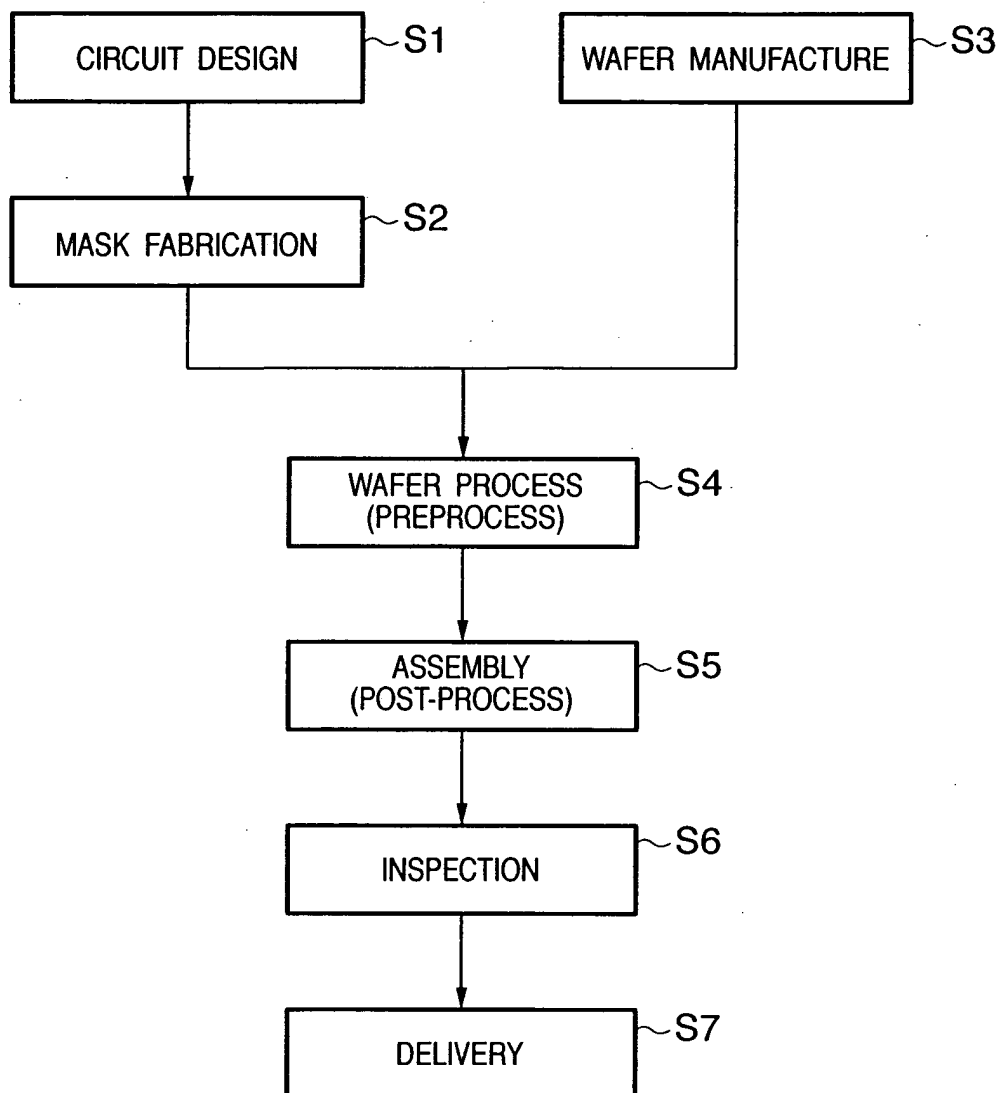 CIRCUIT DESIGN
S1
WAFER MANUFACTURE
S3
MASK FABRICATION
S2
WAFER PROCESS
(PREPROCESS)
S4
ASSEMBLY
(POST-PROCESS)
S5
INSPECTION
S6
DELIVERY
S7